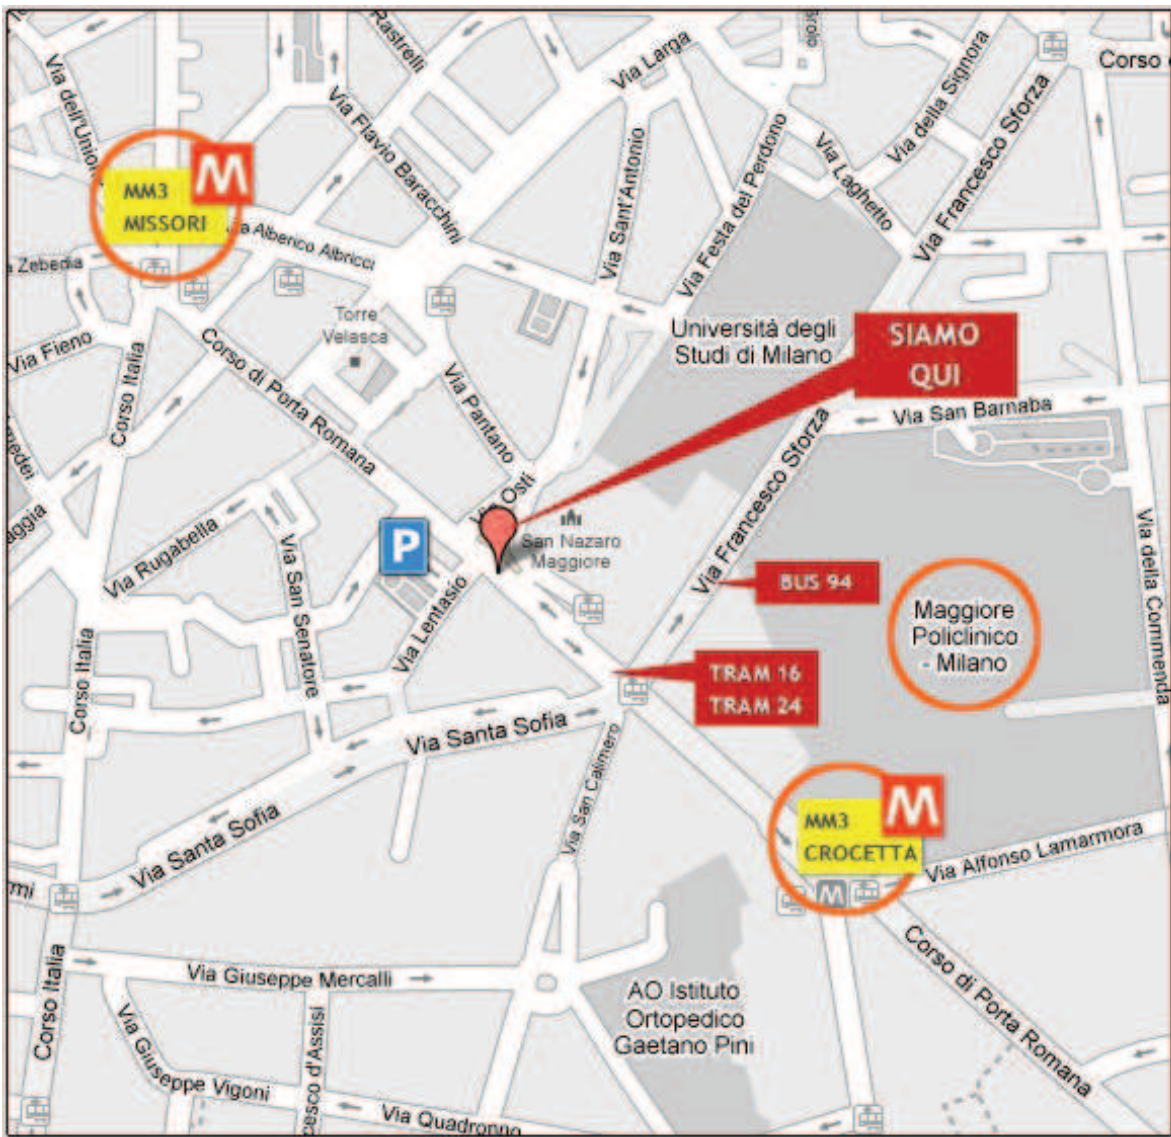 Rastrelli
Via Larga
Via della Signora
Corso
Via dell'Unione
Via Flavio Baracchini
Via Sant'Antonio
Via Festa del Perdono
Via Laghetto
Via Francesco Sforza
M
MM3
MISSORI
Via Alberico Albricci
Zebedia
Torre
Velasca
Università degli
Studi di Milano
SIAMO
QUI
Via Fieno
Corso Italia
Corso di Porta Romana
Via Pantano
Via San Barnaba
Via Francesco Sforza
Via Osti
P
San Nazaro
Maggiore
Via Rugabella
Via San Senatore
Via Lentasio
BUS 94
Maggiore
Policlinico
- Milano
Via della Commenda
TRAM 16
TRAM 24
Corso Italia
Via Santa Sofia
Via San Calimero
M
MM3
CROCETTA
Via Santa Sofia
Via Alfonso Lamarmora
M
Corso di Porta Romana
Corso Italia
Via Giuseppe Mercalli
AO Istituto
Ortopedico
Gaetano Pini
Via Giuseppe Vigoni
cesco d'Assisi
Via Quadronno